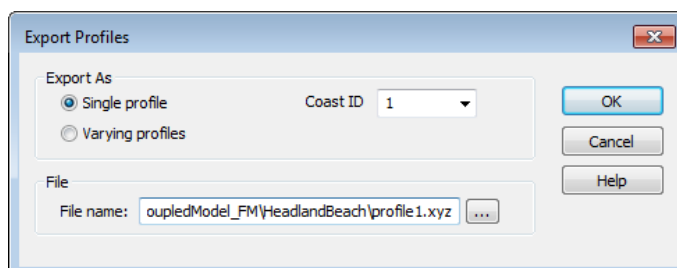 Export Profiles
Export As
Single profile
Coast ID 1
OK
Varying profiles
Cancel
Help
File
File name: oupledModel_FM\HeadlandBeach\profile1.xyz ...